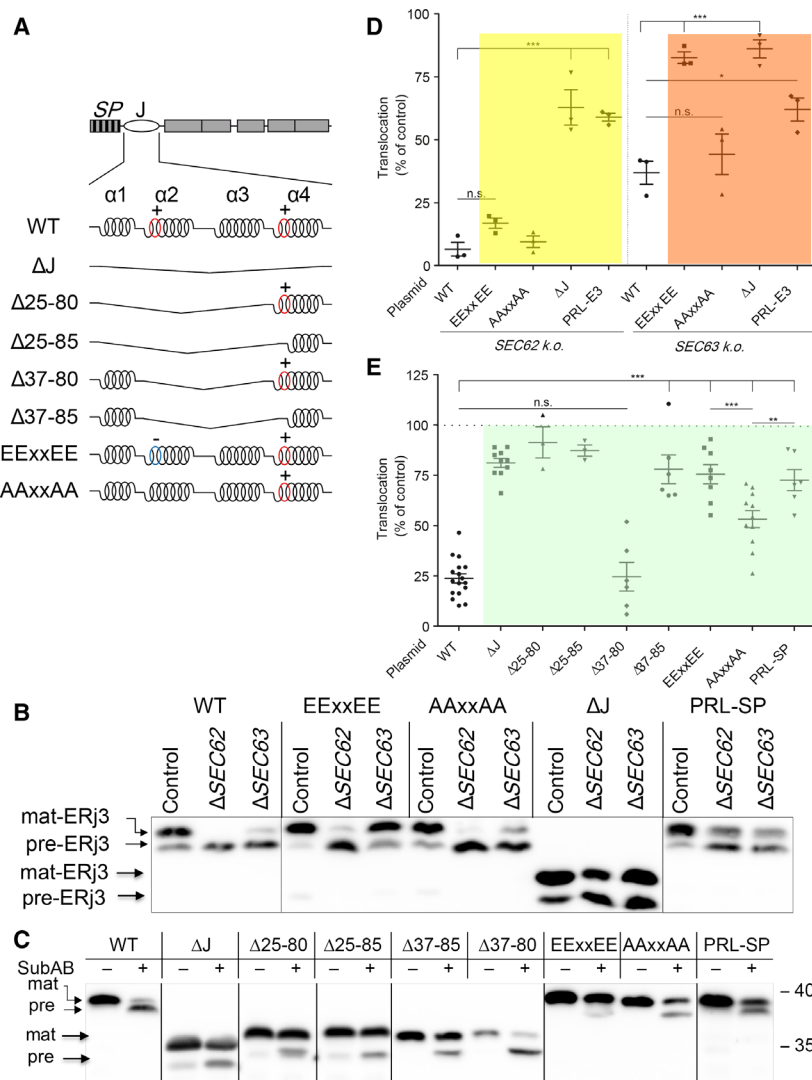 A
SP J
α1 α2 α3 α4
+ +
WT
ΔJ
+
Δ25-80
Δ25-85
+
Δ37-80
Δ37-85
- +
EExxEE
+
AAxxAA
D
Translocation
(% of control)
100
75
50
25
0
***
n.s.
***
*
n.s.
Plasmid
WT
EExxEE
AAxxAA
ΔJ
PRL-E3
WT
EExxEE
AAxxAA
ΔJ
PRL-E3
SEC62 k.o.
SEC63 k.o.
E
Translocation
(% of control)
125
100
75
50
25
0
***
n.s.
***
**
Plasmid
WT
ΔJ
Δ25-80
Δ25-85
Δ37-80
Δ37-85
EExxEE
AAxxAA
PRL-SP
B
WT EExxEE AAxxAA ΔJ PRL-SP
Control ΔSEC62 ΔSEC63 Control ΔSEC62 ΔSEC63 Control ΔSEC62 ΔSEC63 Control ΔSEC62 ΔSEC63 Control ΔSEC62 ΔSEC63
mat-ERj3
pre-ERj3
mat-ERj3
pre-ERj3
C
WT ΔJ Δ25-80 Δ25-85 Δ37-85 Δ37-80 EExxEE AAxxAA PRL-SP
SubAB – + – + – + – + – + – + – + – + – +
mat
pre
mat
pre
– 40
– 35